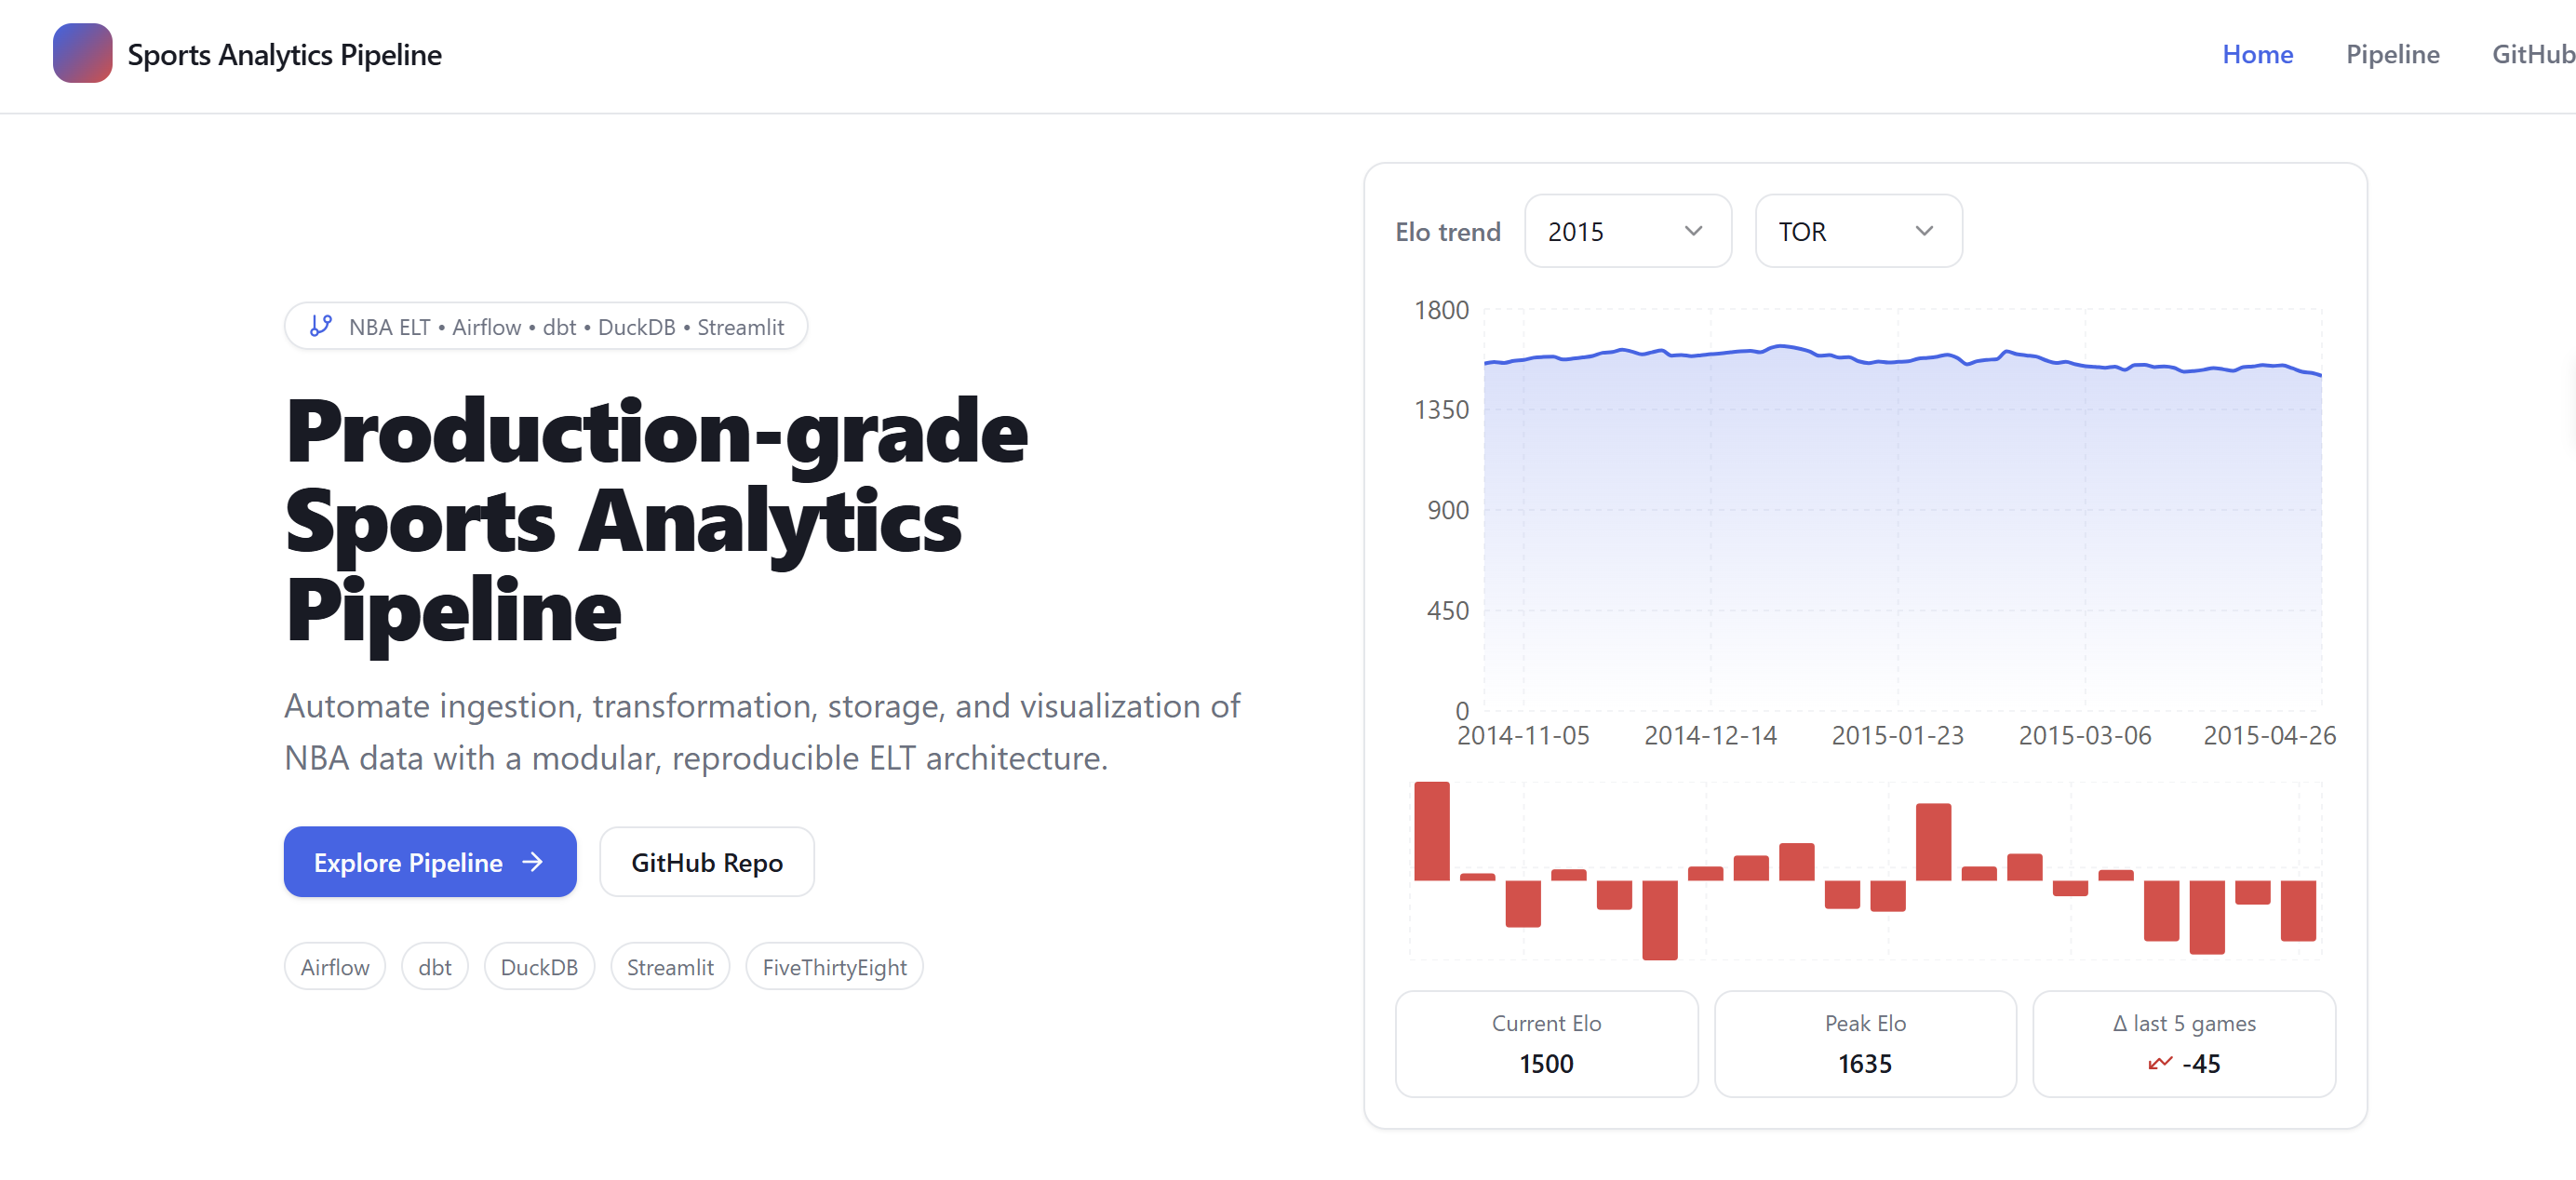 Sports Analytics Pipeline
Home
Pipeline
GitHub
NBA ELT • Airflow • dbt • DuckDB • Streamlit
Production-grade
Sports Analytics
Pipeline
Automate ingestion, transformation, storage, and visualization of
NBA data with a modular, reproducible ELT architecture.
Explore Pipeline
GitHub Repo
Airflow
dbt
DuckDB
Streamlit
FiveThirtyEight
Elo trend
2015
TOR
1800
1350
900
450
0
2014-11-05
2014-12-14
2015-01-23
2015-03-06
2015-04-26
Current Elo
1500
Peak Elo
1635
Δ last 5 games
-45